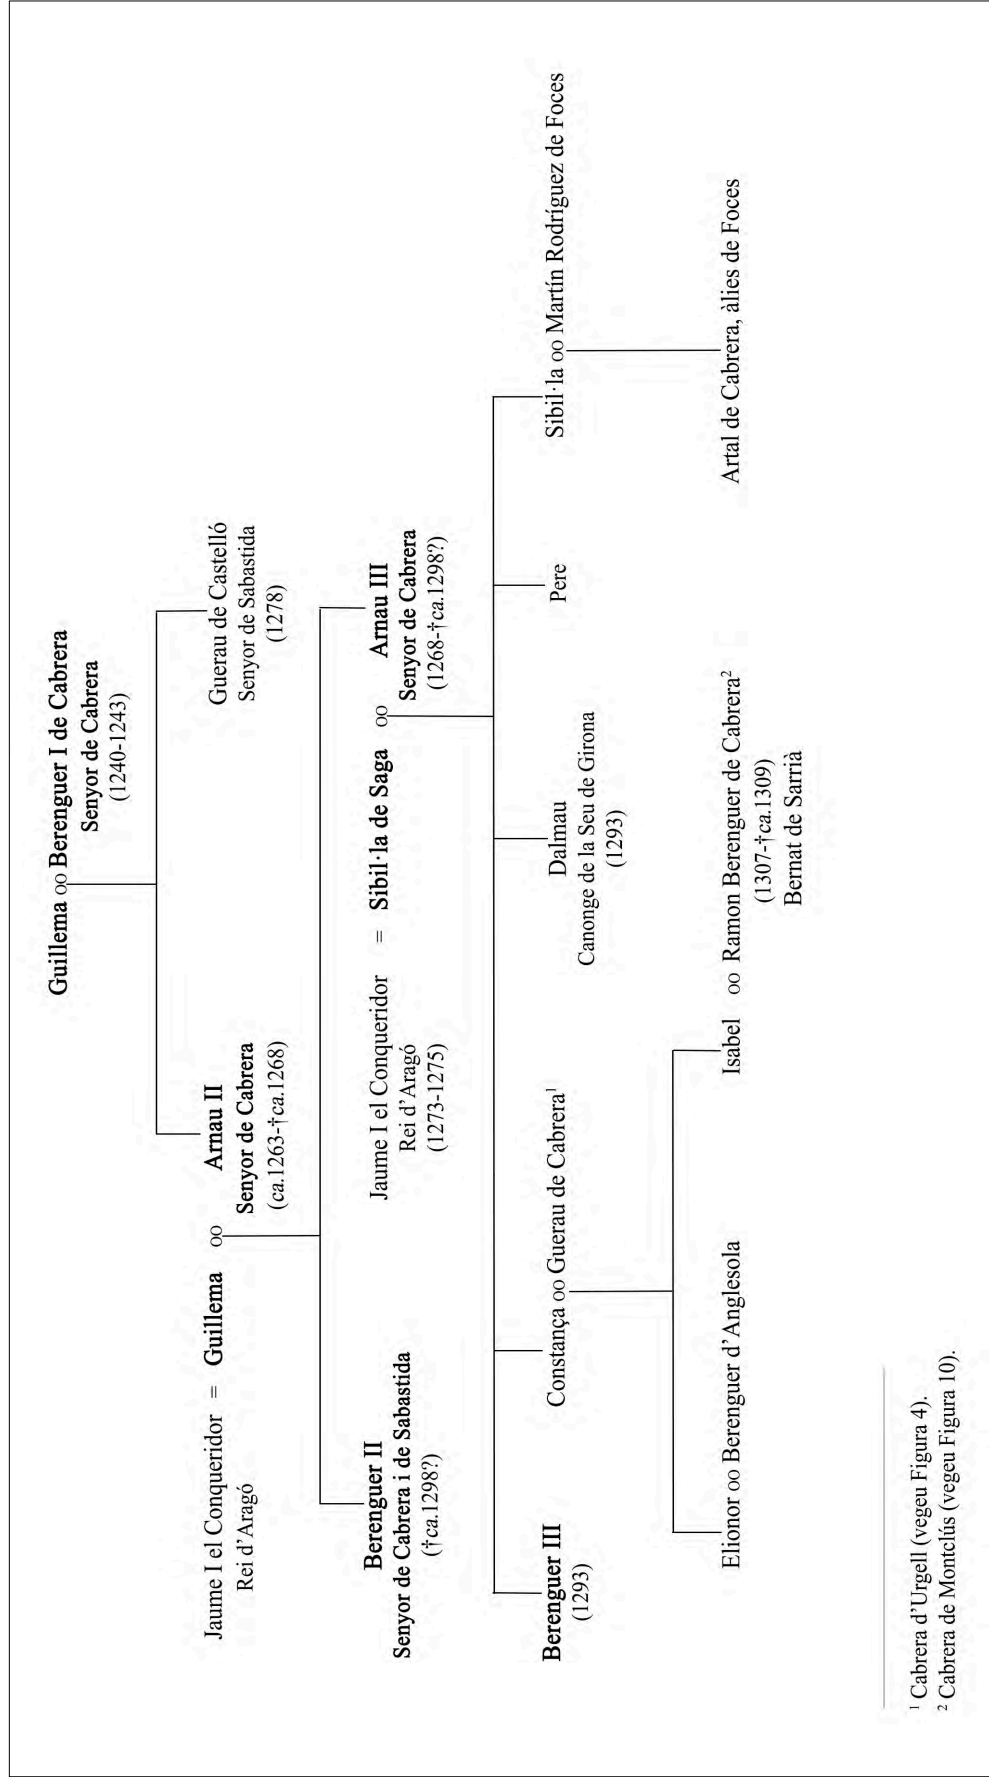 Guillema oo Berenguer I de Cabrera
Senyor de Cabrera
(1240-1243)
Jaume I el Conqueridor = Guillema oo Arnau II
Rei d'Aragó
Senyor de Cabrera
(ca.1263-†ca.1268)
Guerau de Castelló
Senyor de Sabastida
(1278)
Berenguer II
Senyor de Cabrera i de Sabastida
(†ca.1298?)
Jaume I el Conqueridor = Sibil·la de Saga oo Arnau III
Rei d'Aragó
(1273-1275)
Senyor de Cabrera
(1268-†ca.1298?)
Berenguer III
(1293)
Constança oo Guerau de Cabrera¹
Dalmau
Canonge de la Seu de Girona
(1293)
Pere
Sibil·la oo Martín Rodríguez de Foces
Elionor oo Berenguer d'Anglesola
Isabel oo Ramon Berenguer de Cabrera²
(1307-†ca.1309)
Bernat de Sarrià
Artal de Cabrera, àlies de Foces
¹ Cabrera d'Urgell (vegeu Figura 4).
² Cabrera de Montclús (vegeu Figura 10).